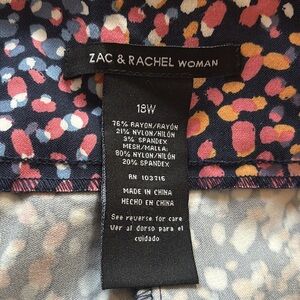 ZAC & RACHEL WOMAN
18W
76% RAYON/RAYÓN
21% NYLON/NILÓN
3% SPANDEX
MESH/MALLA:
80% NYLON/NILÓN
20% SPANDEX
RN 103716
MADE IN CHINA
HECHO EN CHINA
See reverse for care
Ver al dorso para el
cuidado